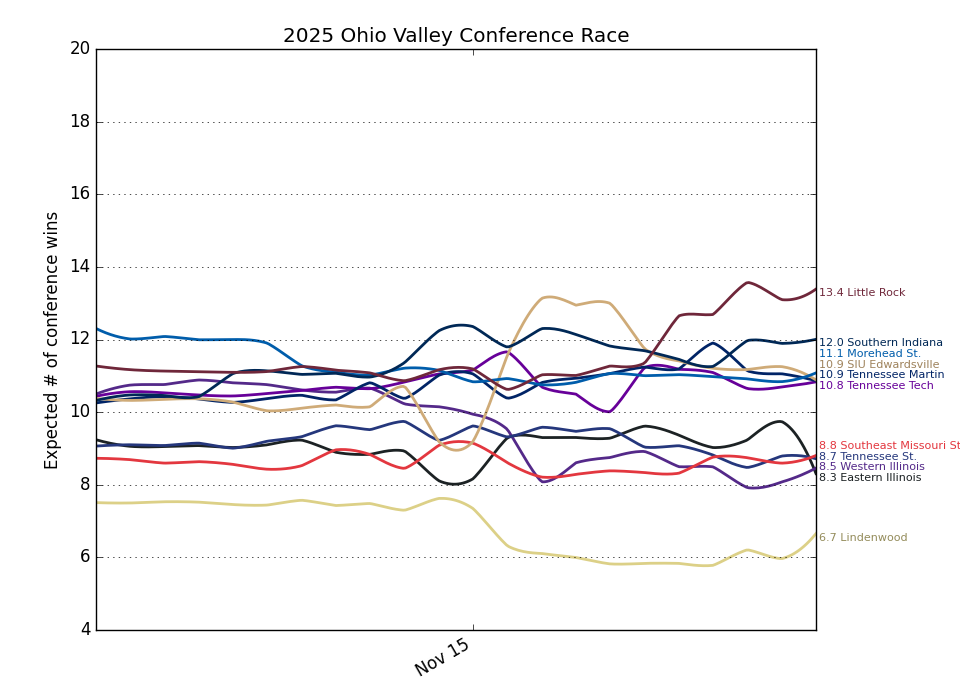 2025 Ohio Valley Conference Race
Expected # of conference wins
20
18
16
14
12
10
8
6
4
Nov 15
13.4 Little Rock
12.0 Southern Indiana
11.1 Morehead St.
10.9 SIU Edwardsville
10.9 Tennessee Martin
10.8 Tennessee Tech
8.8 Southeast Missouri St
8.7 Tennessee St.
8.5 Western Illinois
8.3 Eastern Illinois
6.7 Lindenwood